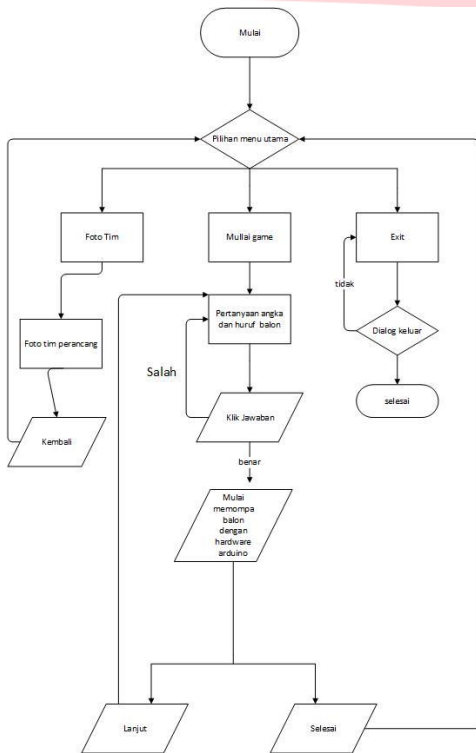 Mulai
Pilihan menu utama
Foto Tim
Mullai game
Exit
tidak
Pertanyaan angka
dan huruf balon
Foto tim perancang
Dialog keluar
Salah
selesai
Klik Jawaban
Kembali
benar
Mulai
memompa
balon
dengan
hardware
arduino
Lanjut
Selesai